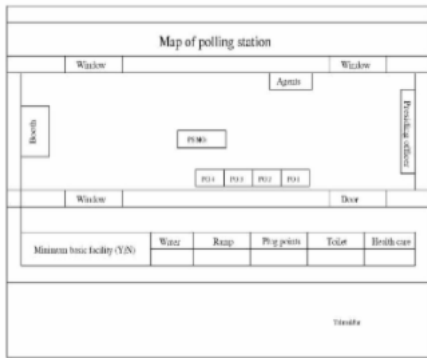 Map of polling station
Window Window
Agents
Booth
Presiding officer
PO4 PO3 PO2 PO1
Window Door
Water Ramp Plug points Toilet Health care
Minimum basic facility (Y/N)